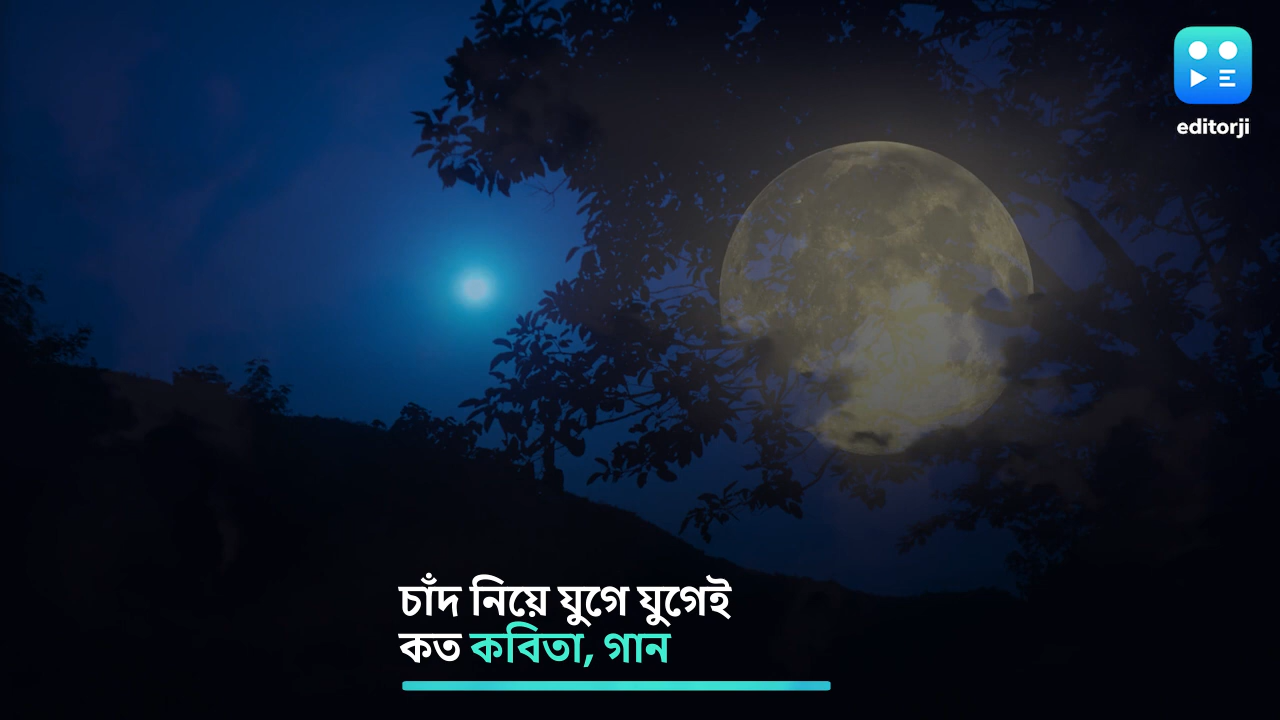 editorji
চাঁদ নিয়ে যুগে যুগেই
কত কবিতা, গান